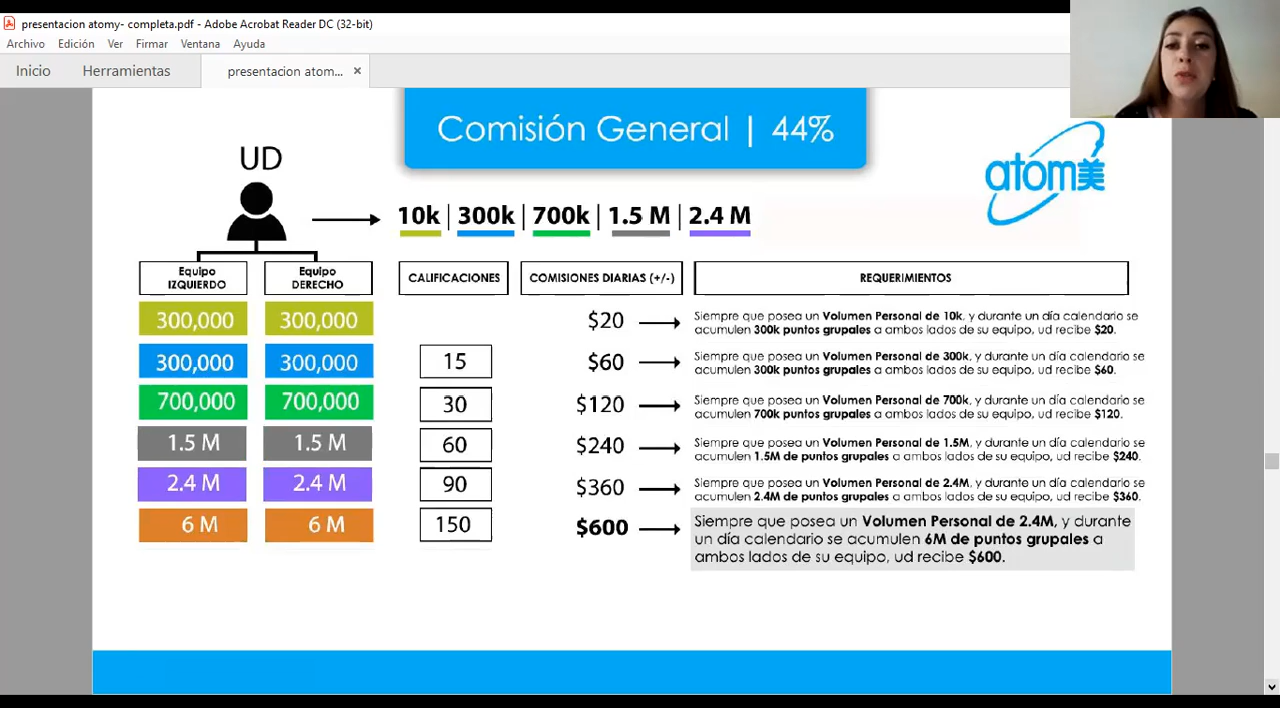 presentacion atomy- completa.pdf - Adobe Acrobat Reader DC (32-bit)
Archivo Edición Ver Firmar Ventana Ayuda
Inicio Herramientas presentacion atom... ×
Comisión General | 44%
atom美
UD
10k | 300k | 700k | 1.5 M | 2.4 M
Equipo IZQUIERDO
Equipo DERECHO
CALIFICACIONES
COMISIONES DIARIAS (+/-)
REQUERIMIENTOS
300,000 300,000 $20
Siempre que posea un Volumen Personal de 10k, y durante un día calendario se
acumulen 300k puntos grupales a ambos lados de su equipo, ud recibe $20.
300,000 300,000 15 $60
Siempre que posea un Volumen Personal de 300k, y durante un día calendario se
acumulen 300k puntos grupales a ambos lados de su equipo, ud recibe $60.
700,000 700,000 30 $120
Siempre que posea un Volumen Personal de 700k, y durante un día calendario se
acumulen 700k puntos grupales a ambos lados de su equipo, ud recibe $120.
1.5 M 1.5 M 60 $240
Siempre que posea un Volumen Personal de 1.5M, y durante un día calendario se
acumulen 1.5M de puntos grupales a ambos lados de su equipo, ud recibe $240.
2.4 M 2.4 M 90 $360
Siempre que posea un Volumen Personal de 2.4M, y durante un día calendario se
acumulen 2.4M de puntos grupales a ambos lados de su equipo, ud recibe $360.
6 M 6 M 150 $600
Siempre que posea un Volumen Personal de 2.4M, y durante
un día calendario se acumulen 6M de puntos grupales a
ambos lados de su equipo, ud recibe $600.